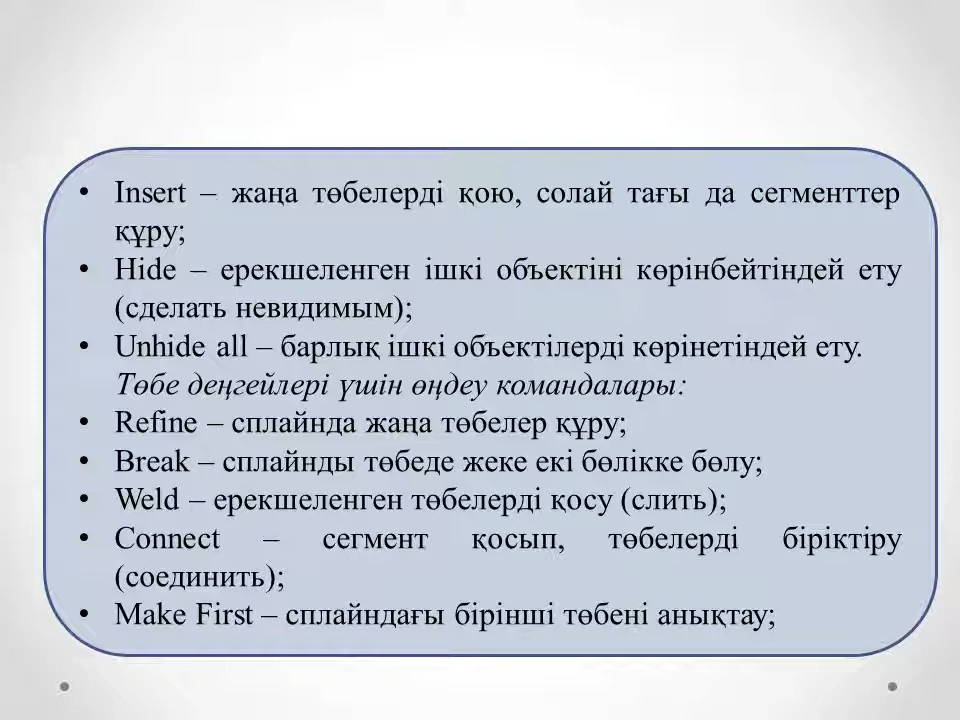 • Insert – жаңа төбелерді қою, солай тағы да сегменттер
құру;
• Hide – ерекшеленген ішкі объектіні көрінбейтіндей ету
(сделать невидимым);
• Unhide all – барлық ішкі объектілерді көрінетіндей ету.
Төбе деңгейлері үшін өңдеу командалары:
• Refine – сплайнда жаңа төбелер құру;
• Break – сплайнды төбеде жеке екі бөлікке бөлу;
• Weld – ерекшеленген төбелерді қосу (слить);
• Connect – сегмент қосып, төбелерді біріктіру
(соединить);
• Make First – сплайндағы бірінші төбені анықтау;